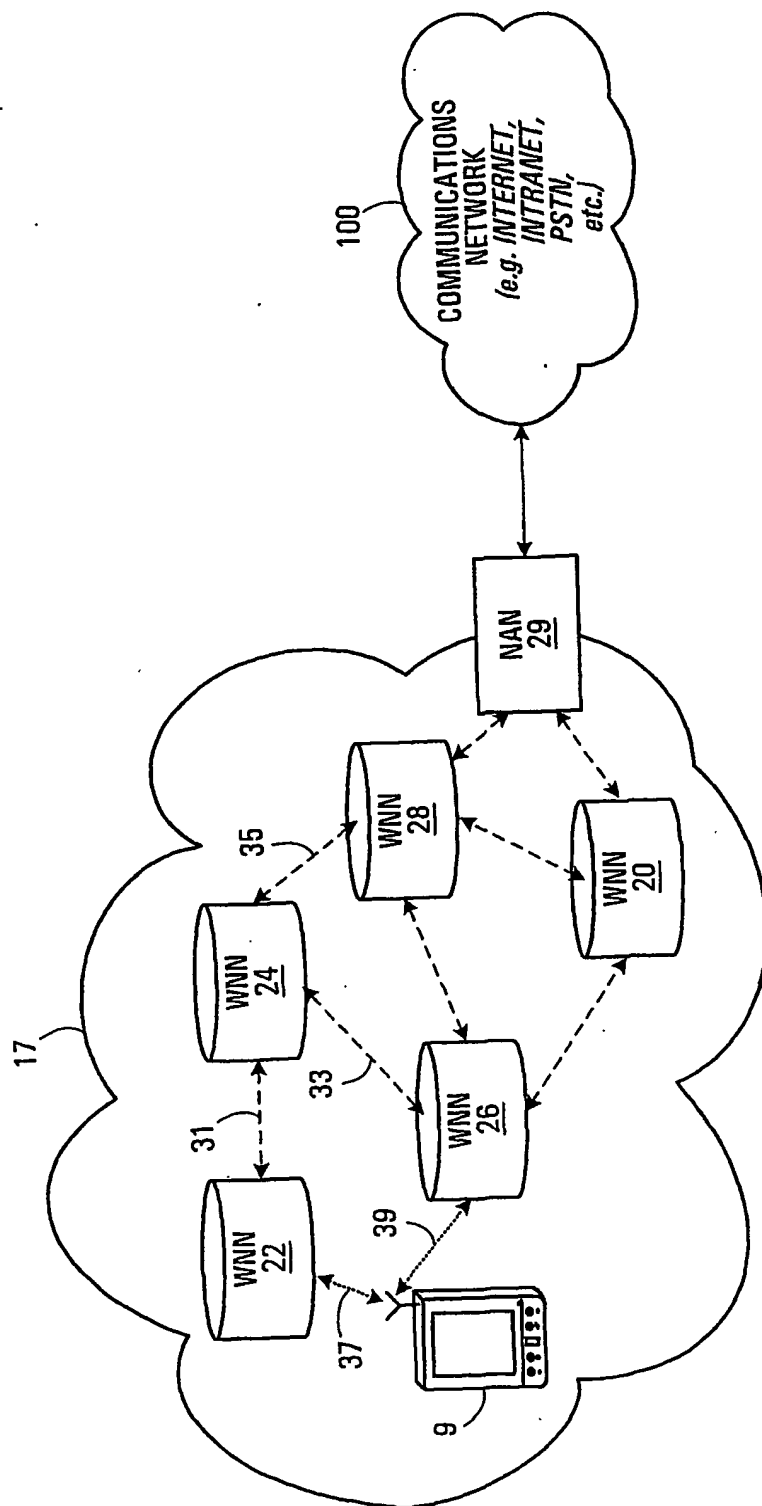 17
100
COMMUNICATIONS
NETWORK
(e.g. INTERNET,
INTRANET,
PSTN,
etc.)
WNN
22
31
WNN
24
35
WNN
28
NAN
29
33
37
39
WNN
26
WNN
20
9